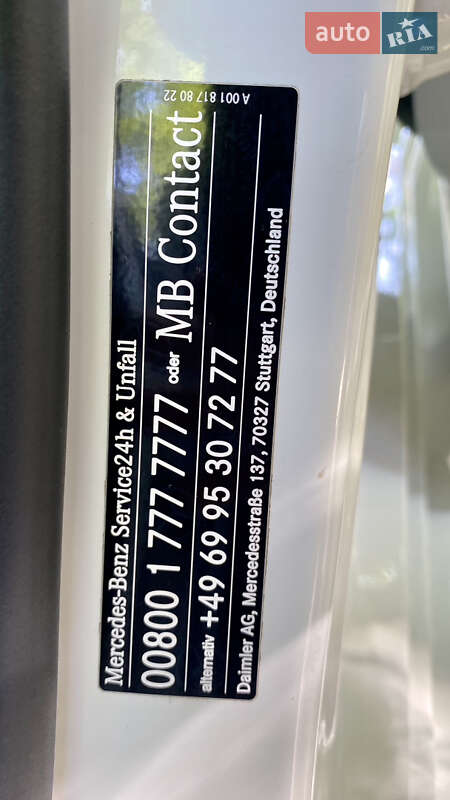 auto RIA.com
A 001 817 80 22
Mercedes-Benz Service24h & Unfall
00800 1 777 7777 oder MB Contact
alternativ +49 69 95 30 72 77
Daimler AG, Mercedesstraße 137, 70327 Stuttgart, Deutschland